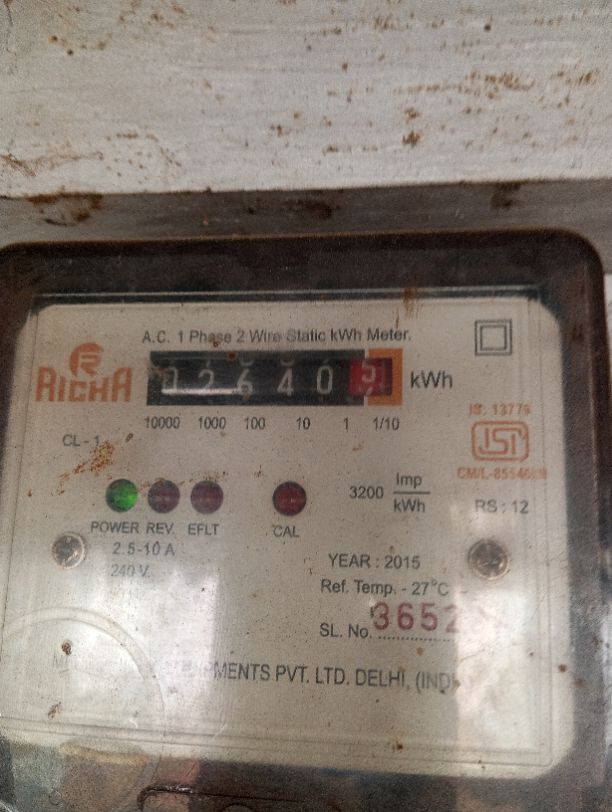 A.C. 1 Phase 2 Wire Static kWh Meter.
RICHA
02640 kWh
10000 1000 100 10 1 1/10
IS: 13779
ISI
CL - 1
3200 Imp/kWh
RS : 12
POWER REV. EFLT CAL
2.5-10 A
240 V.
YEAR : 2015
Ref. Temp. - 27°C
SL. No. 3652
PVT. LTD. DELHI,